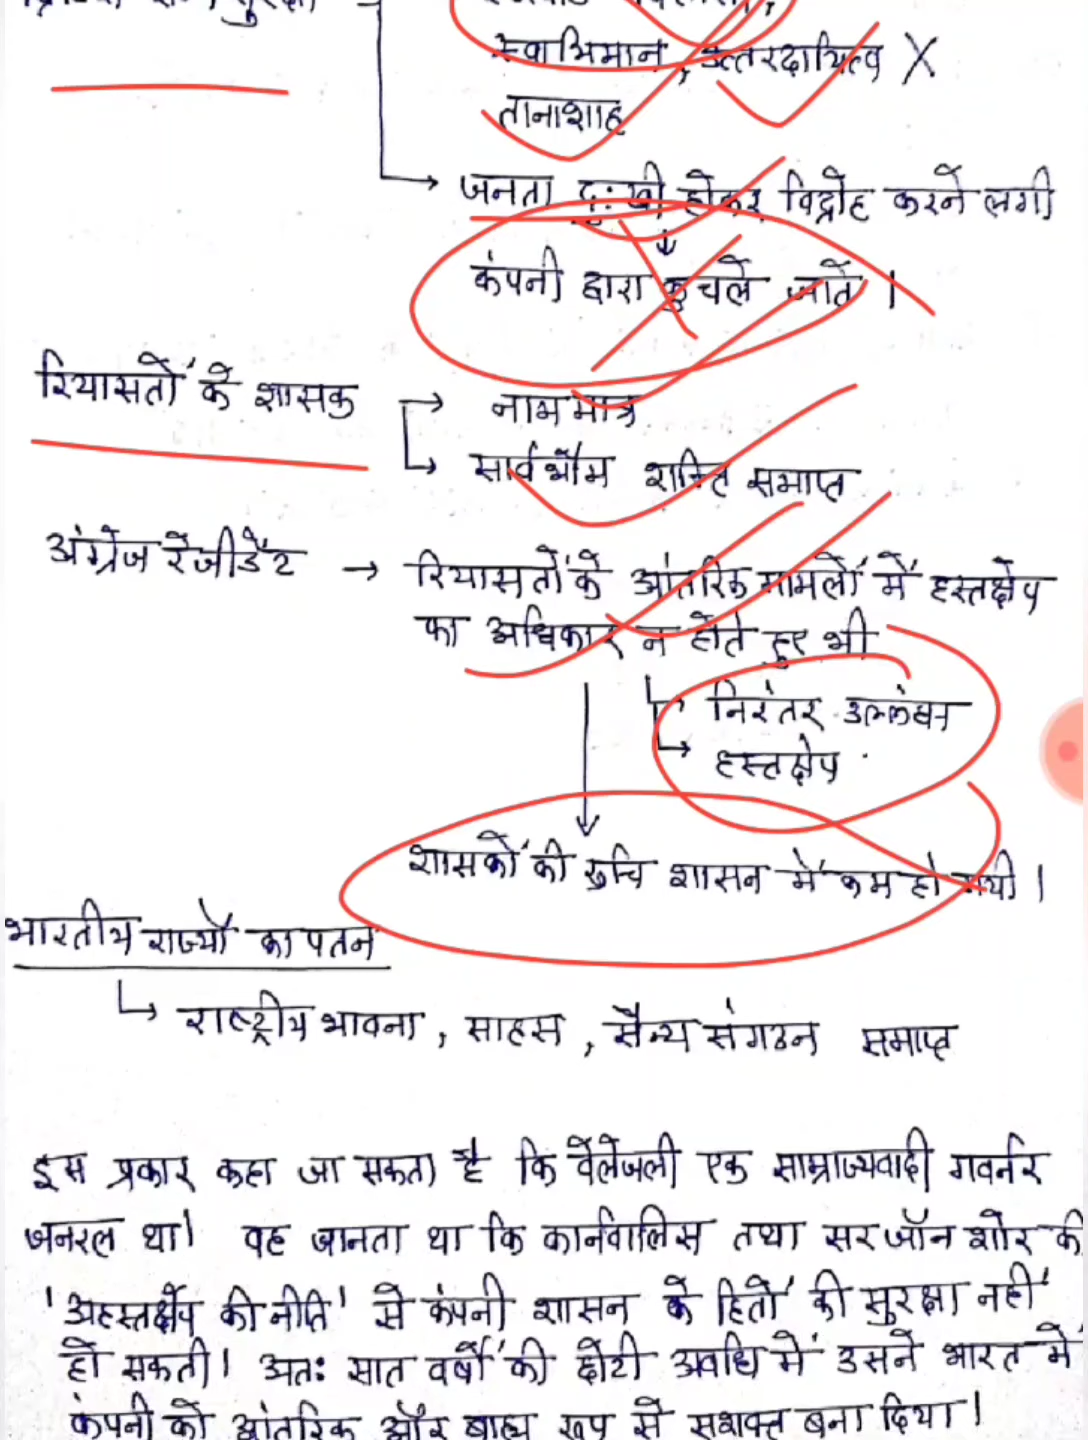 स्वाभिमान, उत्तरदायित्व X
तानाशाह
→ जनता दुःखी होकर विद्रोह करने लगी
↓
कंपनी द्वारा कुचले जाते ।
रियासतों के शासक → नाममात्र
→ सार्वभौम शक्ति समाप्त
अंग्रेज रेजीडेंट → रियासतों के आंतरिक मामलों में हस्तक्षेप
का अधिकार न होते हुए भी
→ निरंतर उल्लंघन
→ हस्तक्षेप
शासकों की रुचि शासन में कम हो गयी ।
भारतीय राज्यों का पतन
→ राष्ट्रीय भावना, साहस, सैन्य संगठन समाप्त
इस प्रकार कहा जा सकता है कि वेलेजली एक साम्राज्यवादी गवर्नर
जनरल था। वह जानता था कि कार्नवालिस तथा सर जॉन शोर की
'अहस्तक्षेप की नीति' से कंपनी शासन के हितों की सुरक्षा नहीं
हो सकती। अतः सात वर्षों की छोटी अवधि में उसने भारत में
कंपनी को आंतरिक और बाह्य रूप से सशक्त बना दिया।